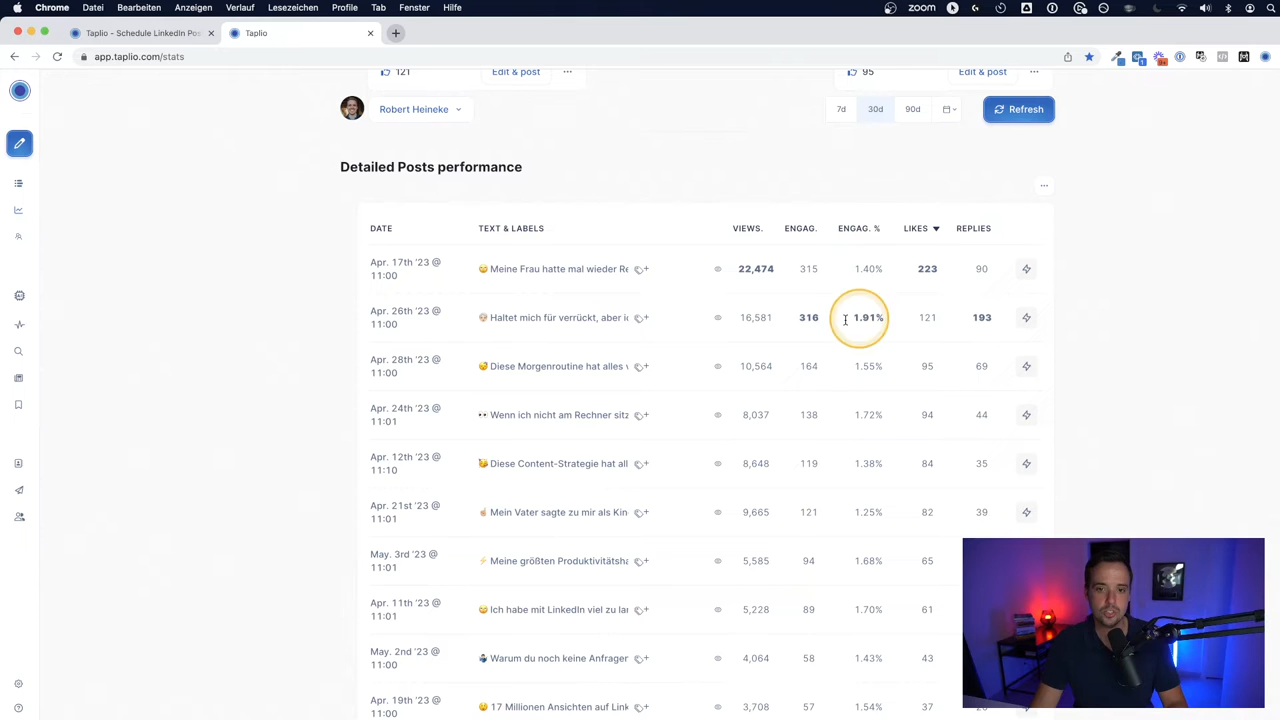 Chrome Datei Bearbeiten Anzeigen Verlauf Lesezeichen Profile Tab Fenster Hilfe zoom
Taplio - Schedule LinkedIn Pos Taplio
app.taplio.com/stats
121 Edit & post 95 Edit & post
Robert Heineke 7d 30d 90d Refresh
Detailed Posts performance
DATE TEXT & LABELS VIEWS. ENGAG. ENGAG. % LIKES REPLIES
Apr. 17th '23 @
11:00
😄 Meine Frau hatte mal wieder Re 22,474 315 1.40% 223 90
Apr. 26th '23 @
11:00
Haltet mich für verrückt, aber ic 16,581 316 1.91% 121 193
Apr. 28th '23 @
11:00
Diese Morgenroutine hat alles v 10,564 164 1.55% 95 69
Apr. 24th '23 @
11:01
👀 Wenn ich nicht am Rechner sitz 8,037 138 1.72% 94 44
Apr. 12th '23 @
11:10
Diese Content-Strategie hat all 8,648 119 1.38% 84 35
Apr. 21st '23 @
11:01
☝ Mein Vater sagte zu mir als Kin 9,665 121 1.25% 82 39
May. 3rd '23 @
11:01
⚡ Meine größten Produktivitätsha 5,585 94 1.68% 65
Apr. 11th '23 @
11:01
Ich habe mit LinkedIn viel zu lan 5,228 89 1.70% 61
May. 2nd '23 @
11:00
Warum du noch keine Anfragen 4,064 58 1.43% 43
Apr. 19th '23 @
11:00
17 Millionen Ansichten auf Link 3,708 57 1.54% 37